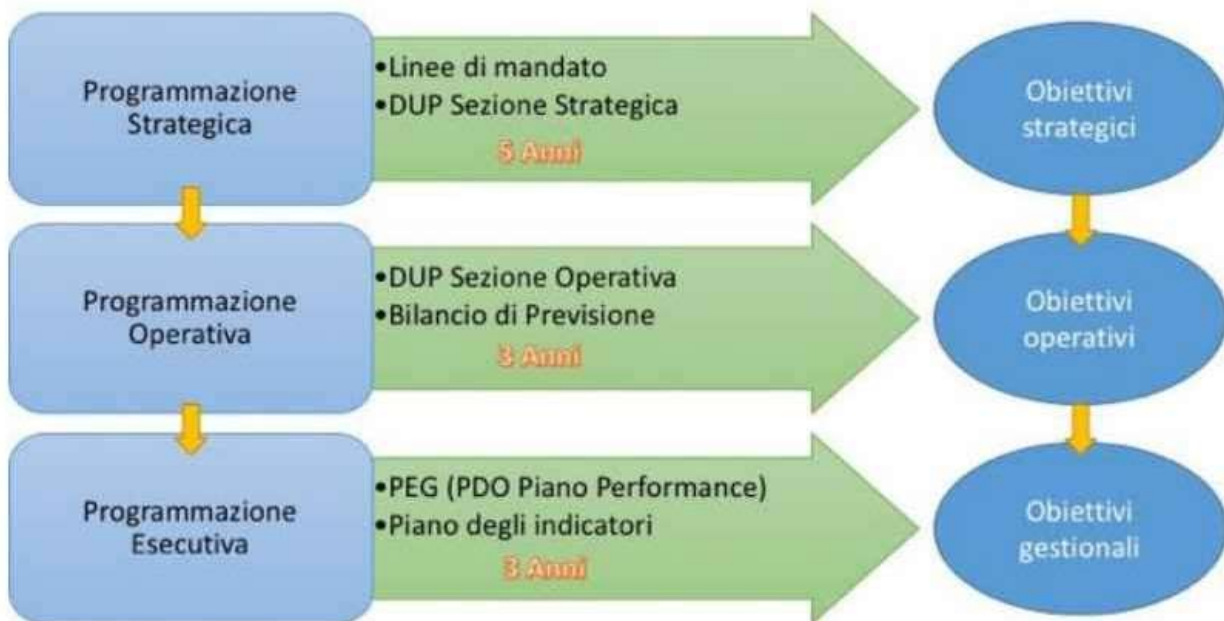 Programmazione
Strategica
•Linee di mandato
•DUP Sezione Strategica
5 Anni
Obiettivi
strategici
Programmazione
Operativa
•DUP Sezione Operativa
•Bilancio di Previsione
3 Anni
Obiettivi
operativi
Programmazione
Esecutiva
•PEG (PDO Piano Performance)
•Piano degli indicatori
3 Anni
Obiettivi
gestionali